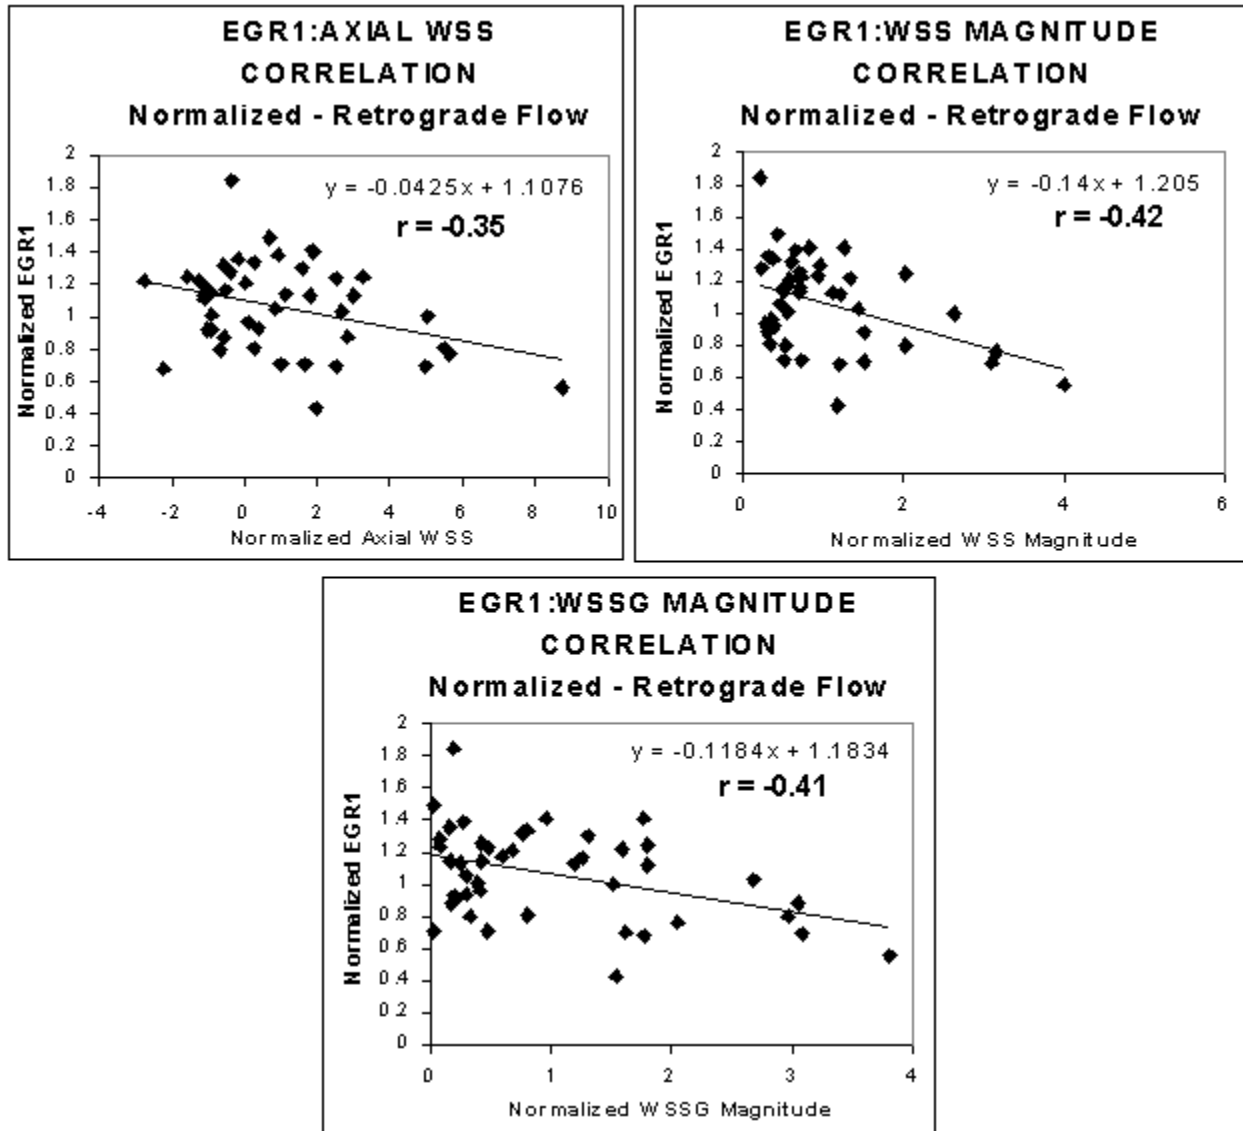 EGR1:AXIAL WSS
CORRELATION
Normalized - Retrograde Flow
y = -0.0425x + 1.1076
r = -0.35
Normalized EGR1
2
1.8
1.6
1.4
1.2
1
0.8
0.6
0.4
0.2
0
-4 -2 0 2 4 6 8 10
Normalized Axial WSS
EGR1:WSS MAGNITUDE
CORRELATION
Normalized - Retrograde Flow
y = -0.14x + 1.205
r = -0.42
Normalized EGR1
2
1.8
1.6
1.4
1.2
1
0.8
0.6
0.4
0.2
0
0 2 4 6
Normalized WSS Magnitude
EGR1:WSSG MAGNITUDE
CORRELATION
Normalized - Retrograde Flow
y = -0.1184x + 1.1834
r = -0.41
Normalized EGR1
2
1.8
1.6
1.4
1.2
1
0.8
0.6
0.4
0.2
0
0 1 2 3 4
Normalized WSSG Magnitude